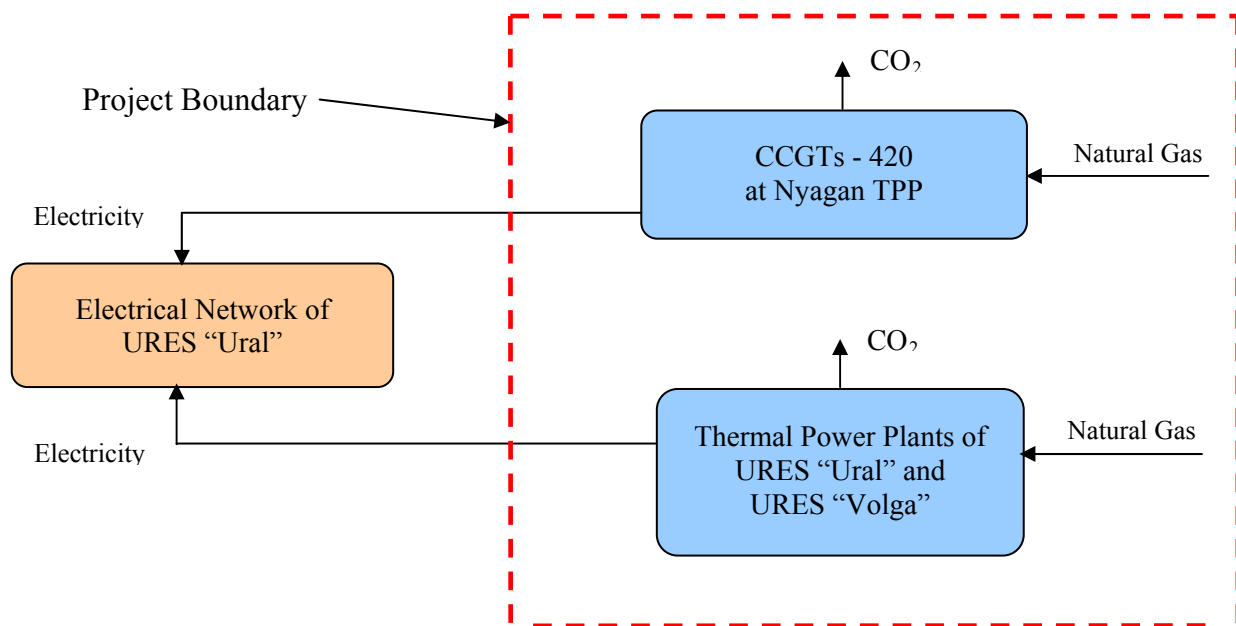 CO₂
Project Boundary
CCGTs - 420
at Nyagan TPP
Natural Gas
Electricity
Electrical Network of
URES “Ural”
CO₂
Thermal Power Plants of
URES “Ural” and
URES “Volga”
Natural Gas
Electricity